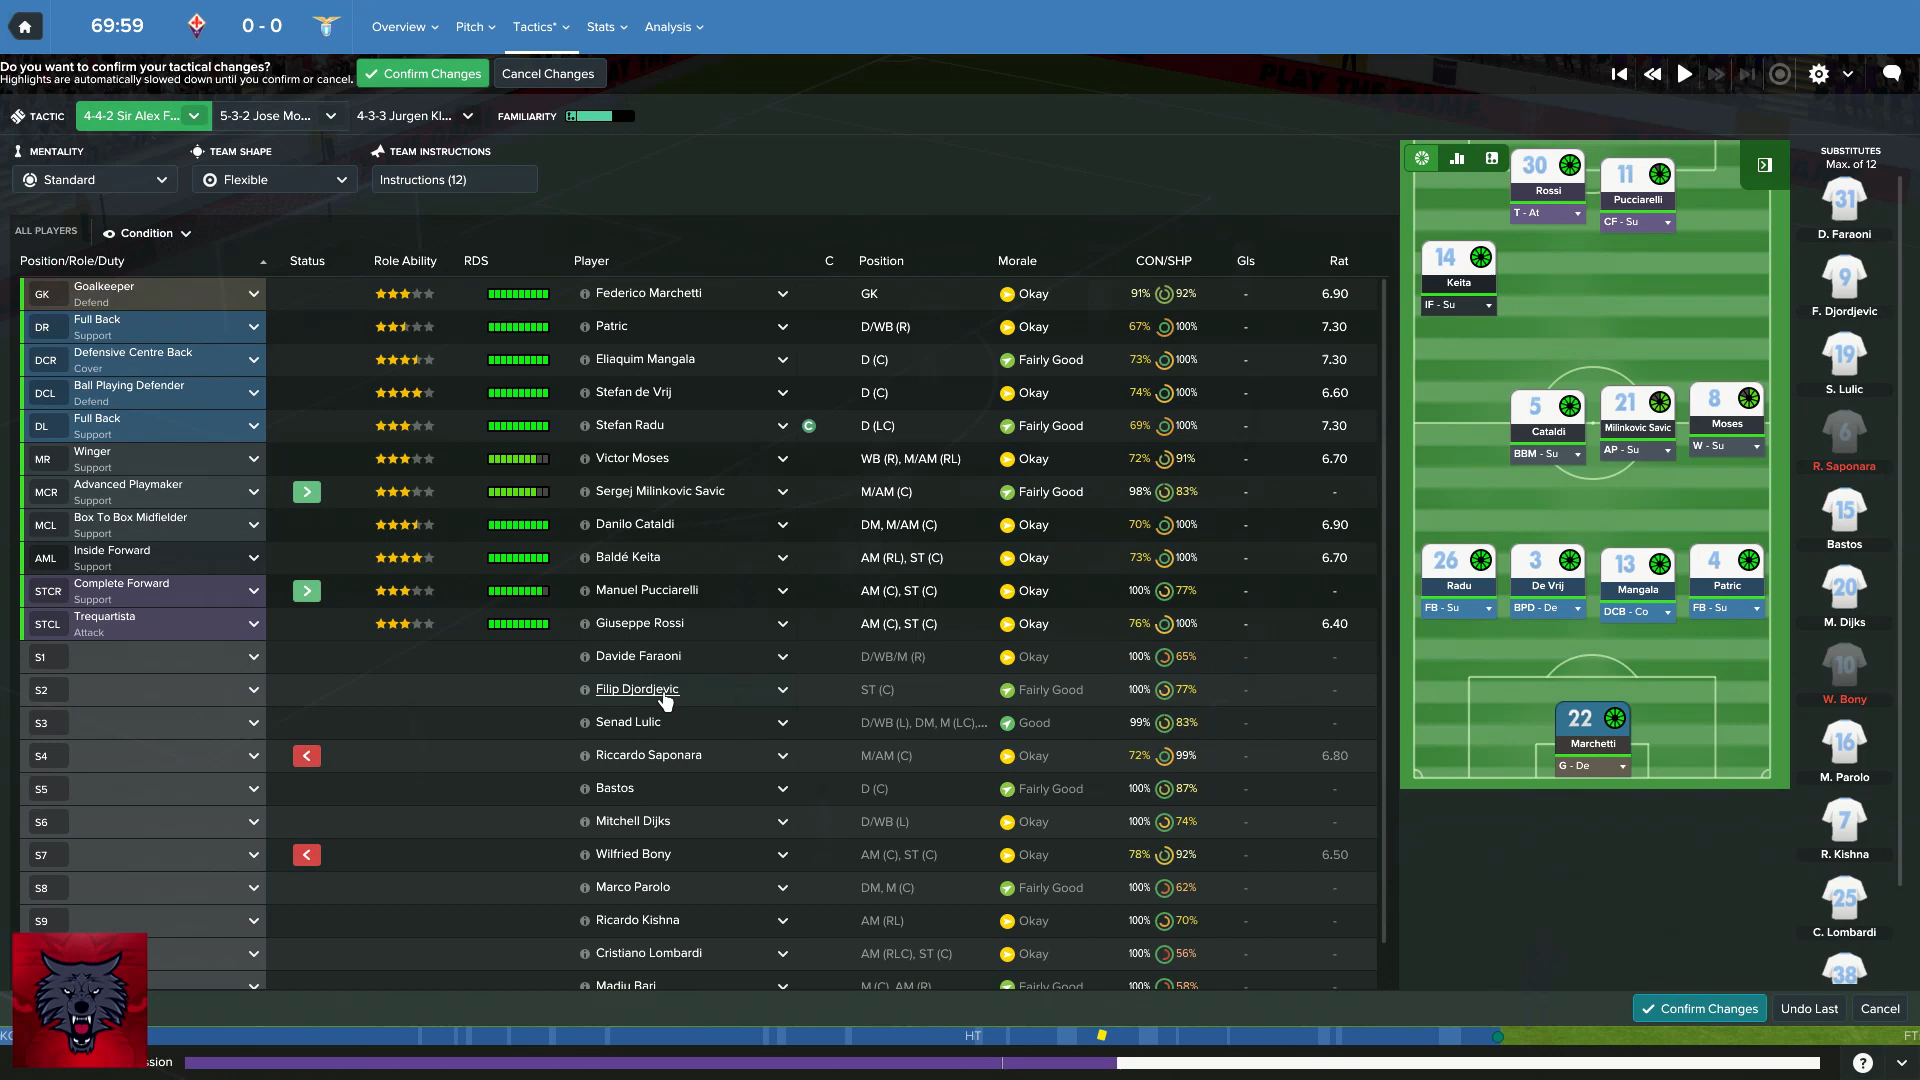 69:59 0 - 0 Overview Pitch Tactics* Stats Analysis
Do you want to confirm your tactical changes?
Highlights are automatically slowed down until you confirm or cancel.
Confirm Changes Cancel Changes
TACTIC 4-4-2 Sir Alex F... 5-3-2 Jose Mo... 4-3-3 Jurgen Kl... FAMILIARITY
MENTALITY TEAM SHAPE TEAM INSTRUCTIONS
Standard Flexible Instructions (12)
ALL PLAYERS Condition
Position/Role/Duty Status Role Ability RDS Player C Position Morale CON/SHP Gls Rat
GK Goalkeeper Defend Federico Marchetti GK Okay 91% 92% - 6.90
DR Full Back Support Patric D/WB (R) Okay 67% 100% - 7.30
DCR Defensive Centre Back Cover Eliaquim Mangala D (C) Fairly Good 73% 100% - 7.30
DCL Ball Playing Defender Defend Stefan de Vrij D (C) Okay 74% 100% - 6.60
DL Full Back Support Stefan Radu C D (LC) Fairly Good 69% 100% - 7.30
MR Winger Support Victor Moses WB (R), M/AM (RL) Okay 72% 91% - 6.70
MCR Advanced Playmaker Support Sergej Milinkovic Savic M/AM (C) Fairly Good 98% 83% - -
MCL Box To Box Midfielder Support Danilo Cataldi DM, M/AM (C) Okay 70% 100% - 6.90
AML Inside Forward Support Baldé Keita AM (RL), ST (C) Okay 73% 100% - 6.70
STCR Complete Forward Support Manuel Pucciarelli AM (C), ST (C) Okay 100% 77% - -
STCL Trequartista Attack Giuseppe Rossi AM (C), ST (C) Okay 76% 100% - 6.40
S1 Davide Faraoni D/WB/M (R) Okay 100% 65% - -
S2 Filip Djordjevic ST (C) Fairly Good 100% 77% - -
S3 Senad Lulic D/WB (L), DM, M (LC),... Good 99% 83% - -
S4 Riccardo Saponara M/AM (C) Okay 72% 99% - 6.80
S5 Bastos D (C) Fairly Good 100% 87% - -
S6 Mitchell Dijks D/WB (L) Okay 100% 74% - -
S7 Wilfried Bony AM (C), ST (C) Okay 78% 92% - 6.50
S8 Marco Parolo DM, M (C) Fairly Good 100% 62% - -
S9 Ricardo Kishna AM (RL) Okay 100% 70% - -
Cristiano Lombardi AM (RLC), ST (C) Okay 100% 56% - -
30 11
Rossi Pucciarelli
T - At CF - Su
14
Keita
IF - Su
5 21 8
Cataldi Milinkovic Savic Moses
BBM - Su AP - Su W - Su
26 3 13 4
Radu De Vrij Mangala Patric
FB - Su BPD - De DCB - Co FB - Su
22
Marchetti
G - De
SUBSTITUTES
Max. of 12
31
D. Faraoni
9
F. Djordjevic
19
S. Lulic
6
R. Saponara
15
Bastos
20
M. Dijks
10
W. Bony
16
M. Parolo
7
R. Kishna
25
C. Lombardi
38
Confirm Changes Undo Last Cancel
HT FT
ssion ?